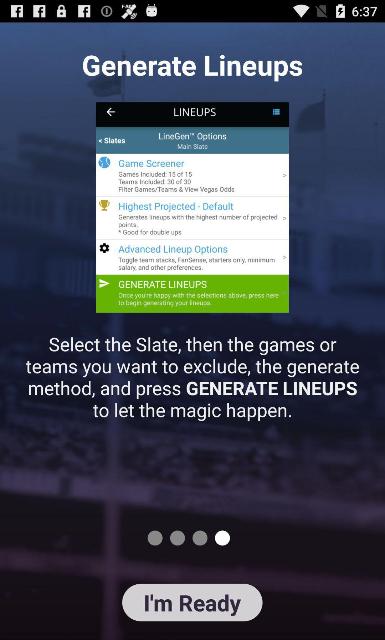 6:37
Generate Lineups
LINEUPS
< Slates
LineGen™ Options
Main Slate
Game Screener
Games Included: 15 of 15
Teams Included: 30 of 30
Filter Games/Teams & View Vegas Odds
>
Highest Projected - Default
Generates lineups with the highest number of projected
points.
* Good for double ups
>
Advanced Lineup Options
Toggle team stacks, FanSense, starters only, minimum
salary, and other preferences.
>
GENERATE LINEUPS
Once you're happy with the selections above, press here
to begin generating your lineups.
Select the Slate, then the games or
teams you want to exclude, the generate
method, and press GENERATE LINEUPS
to let the magic happen.
I'm Ready